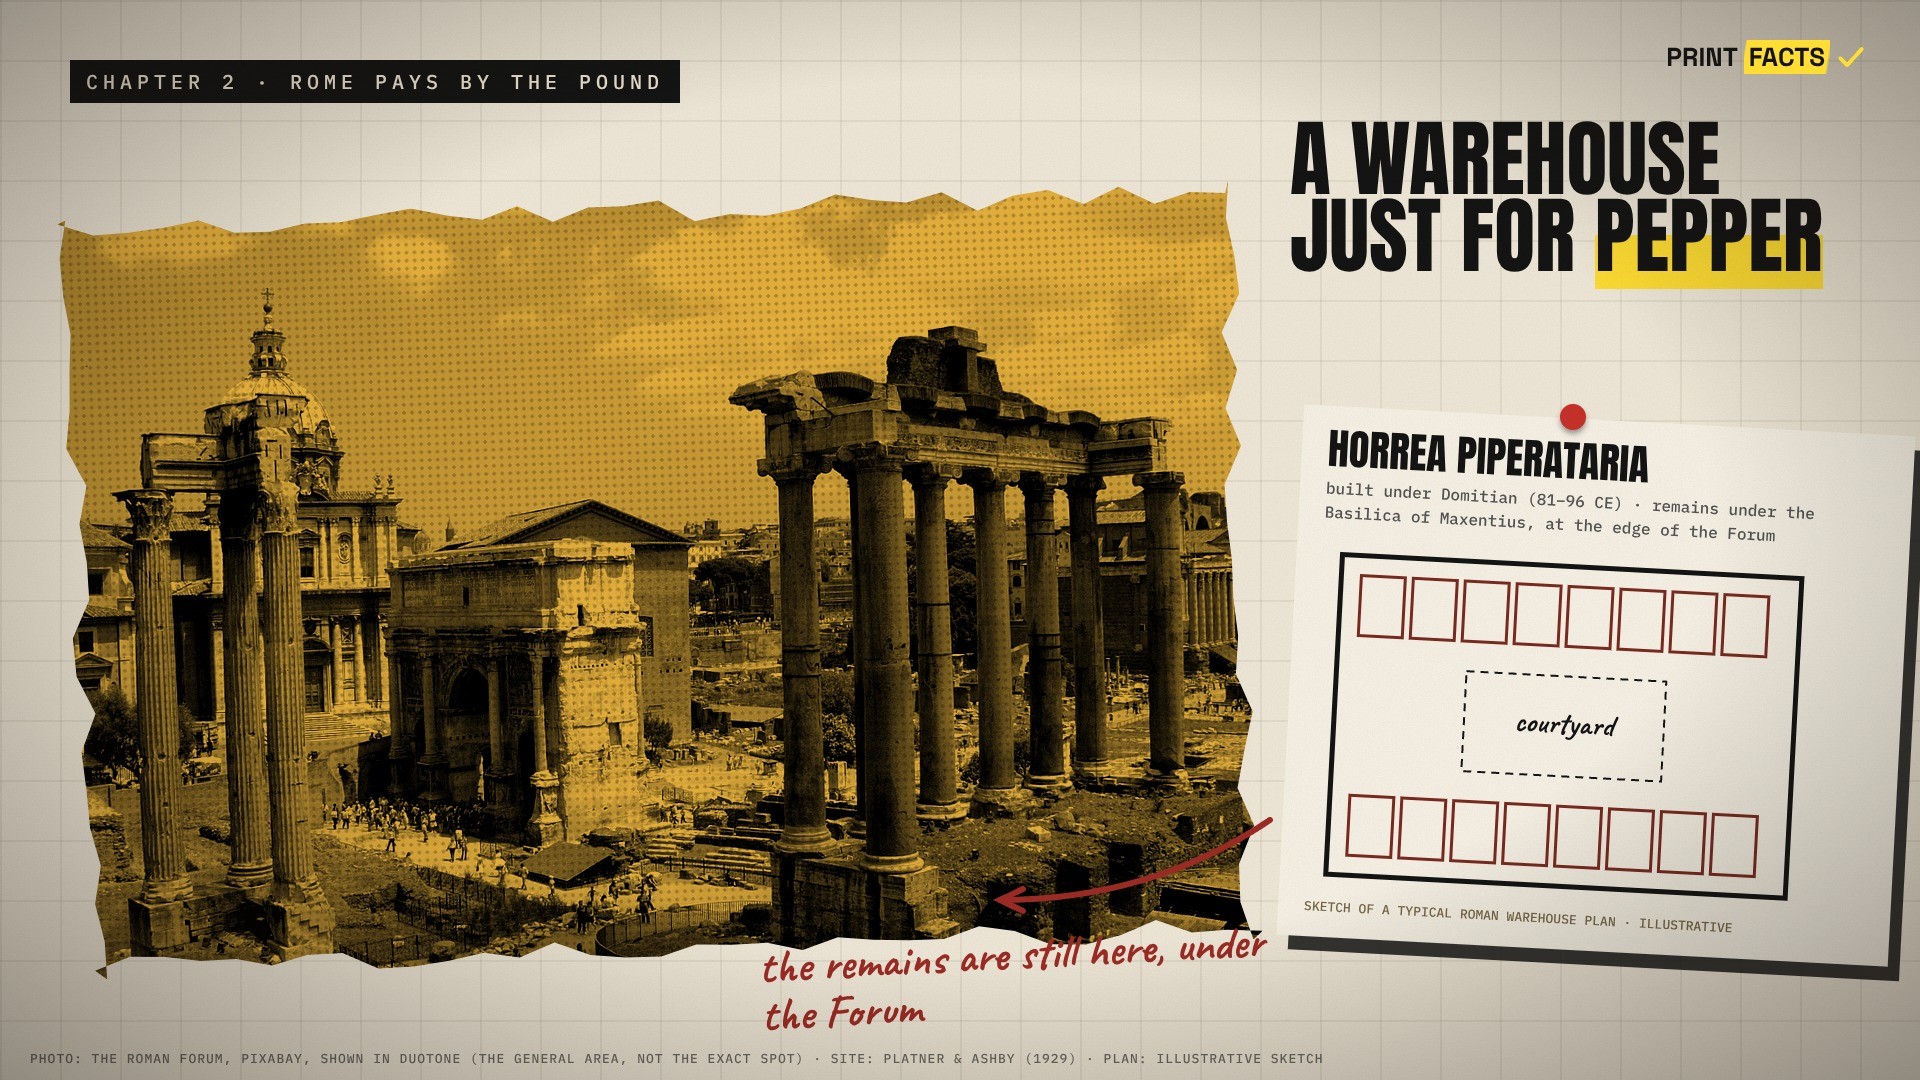 CHAPTER 2 · ROME PAYS BY THE POUND
PRINT FACTS
A WAREHOUSE
JUST FOR PEPPER
HORREA PIPERATARIA
built under Domitian (81–96 CE) · remains under the
Basilica of Maxentius, at the edge of the Forum
courtyard
SKETCH OF A TYPICAL ROMAN WAREHOUSE PLAN · ILLUSTRATIVE
the remains are still here, under
the Forum
PHOTO: THE ROMAN FORUM, PIXABAY, SHOWN IN DUOTONE (THE GENERAL AREA, NOT THE EXACT SPOT) · SITE: PLATNER & ASHBY (1929) · PLAN: ILLUSTRATIVE SKETCH